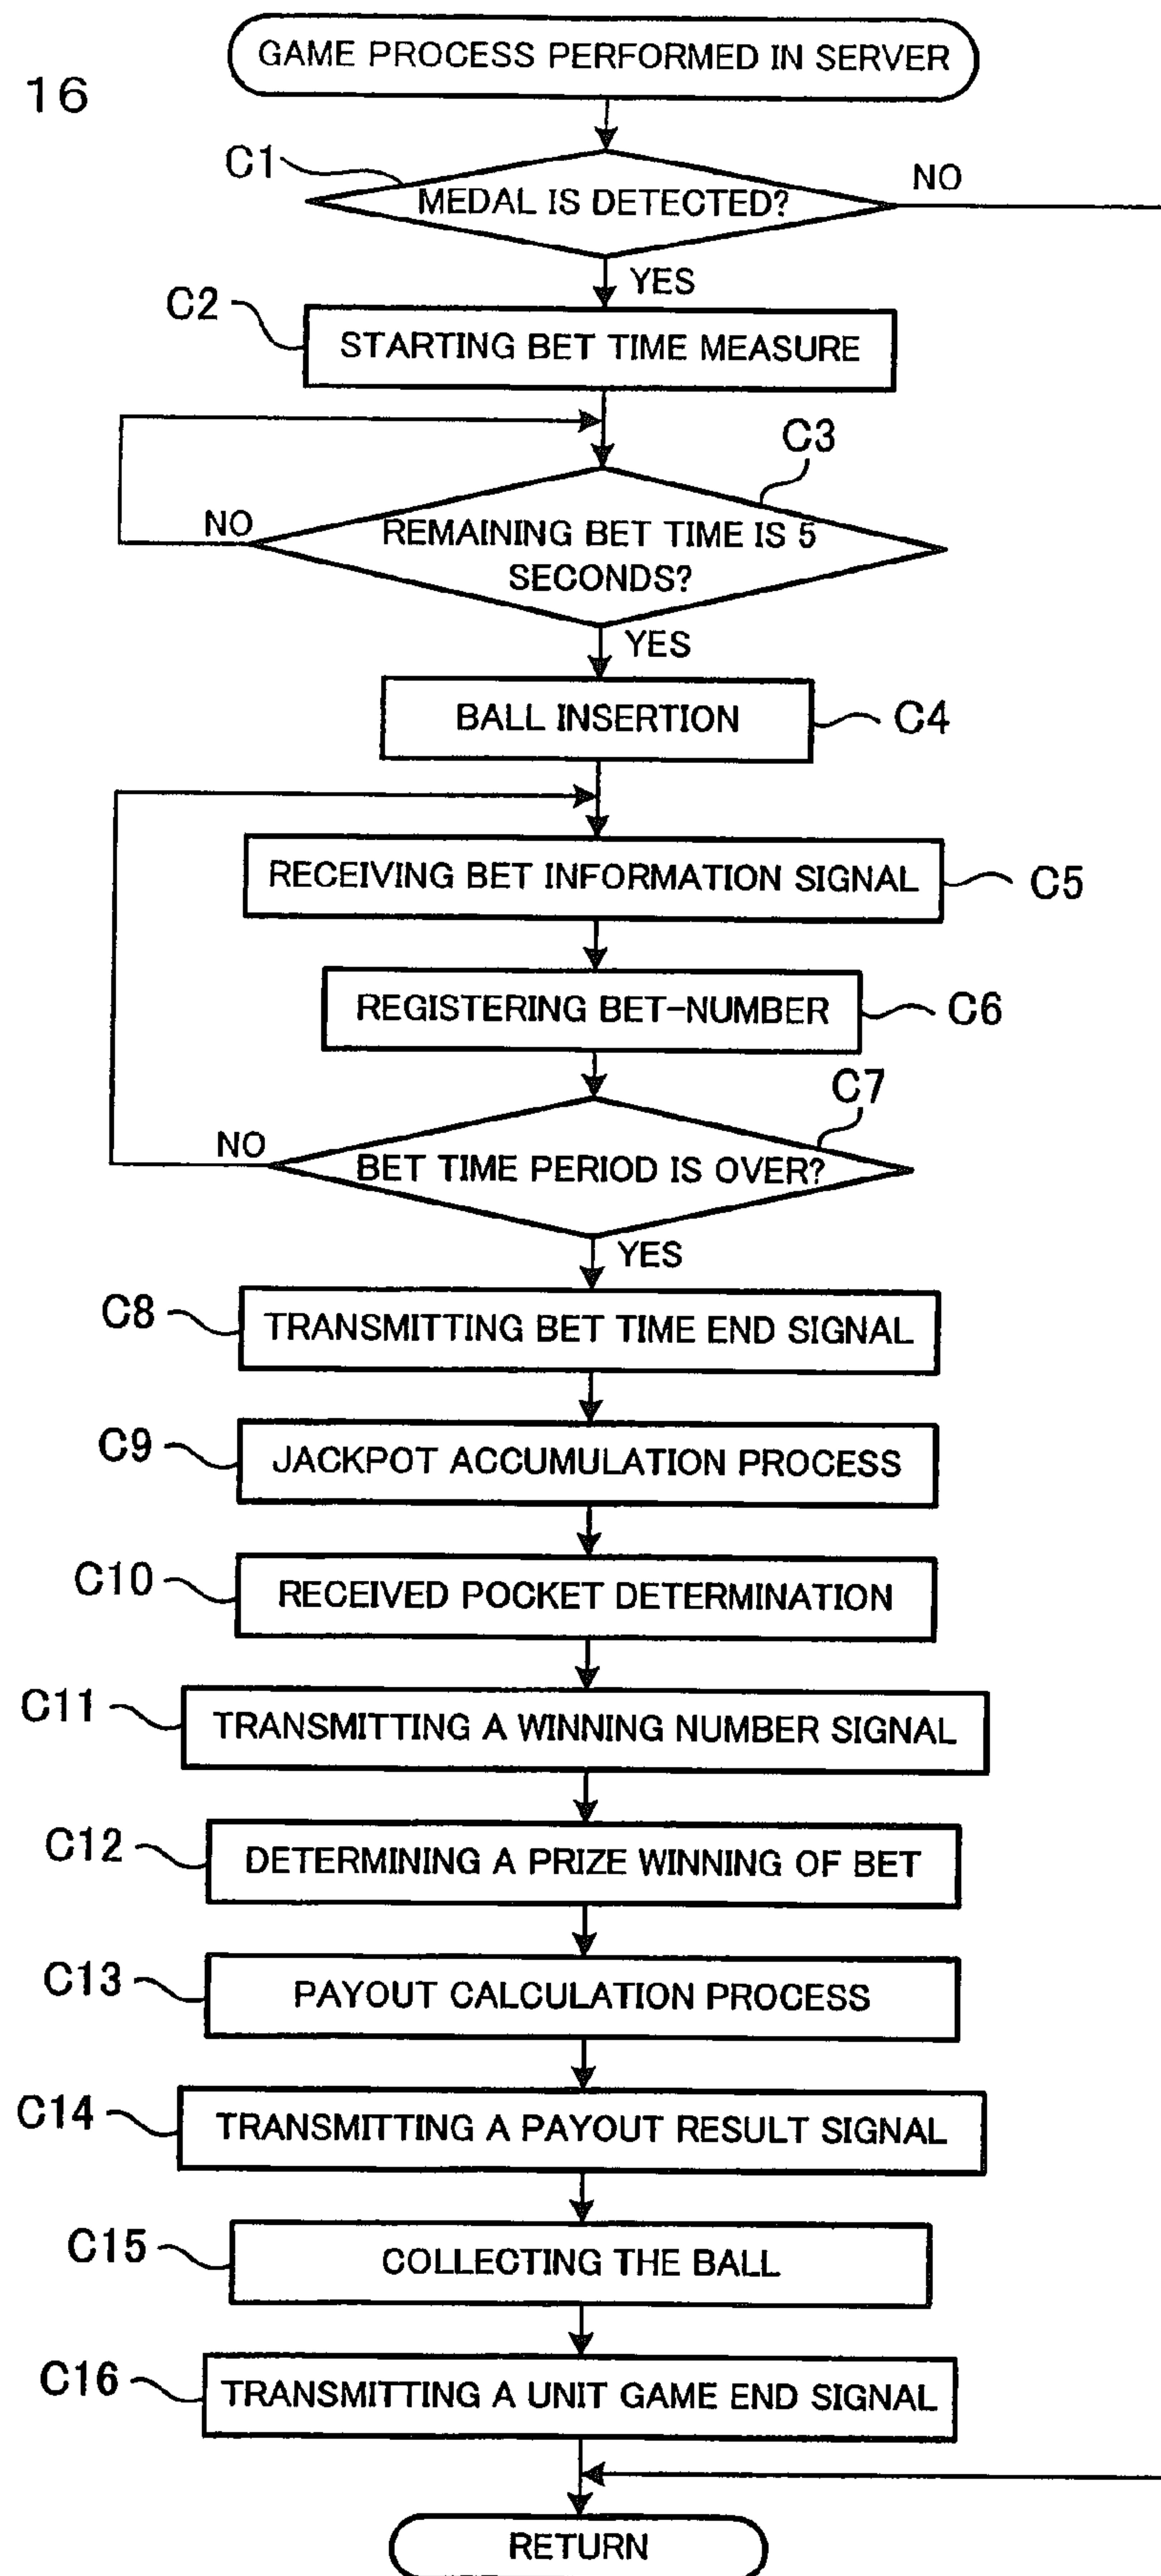 GAME PROCESS PERFORMED IN SERVER
16
C1
MEDAL IS DETECTED?
NO
YES
C2
STARTING BET TIME MEASURE
C3
NO
REMAINING BET TIME IS 5
SECONDS?
YES
BALL INSERTION
C4
RECEIVING BET INFORMATION SIGNAL
C5
REGISTERING BET-NUMBER
C6
C7
NO
BET TIME PERIOD IS OVER?
YES
C8
TRANSMITTING BET TIME END SIGNAL
C9
JACKPOT ACCUMULATION PROCESS
C10
RECEIVED POCKET DETERMINATION
C11
TRANSMITTING A WINNING NUMBER SIGNAL
C12
DETERMINING A PRIZE WINNING OF BET
C13
PAYOUT CALCULATION PROCESS
C14
TRANSMITTING A PAYOUT RESULT SIGNAL
C15
COLLECTING THE BALL
C16
TRANSMITTING A UNIT GAME END SIGNAL
RETURN